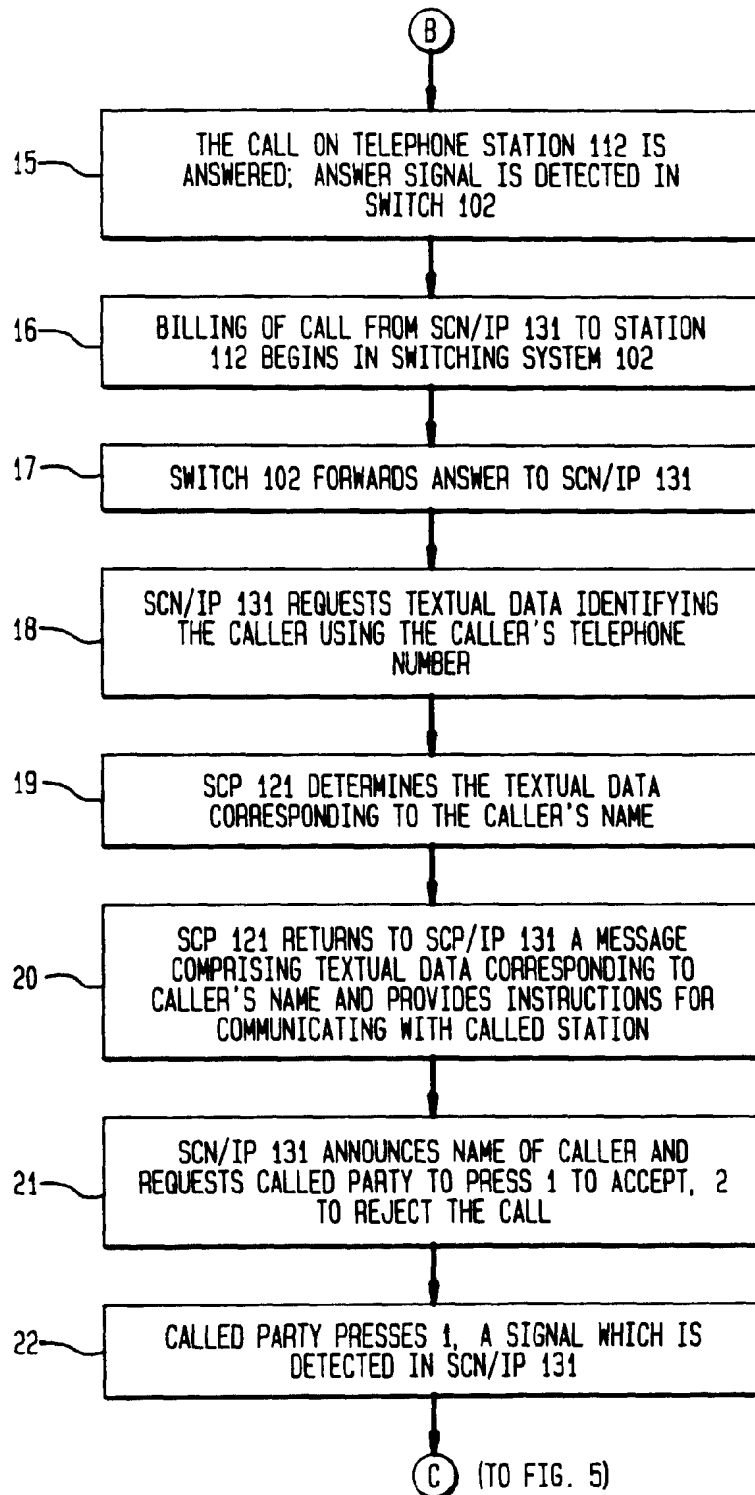 B
15
THE CALL ON TELEPHONE STATION 112 IS
ANSWERED; ANSWER SIGNAL IS DETECTED IN
SWITCH 102
16
BILLING OF CALL FROM SCN/IP 131 TO STATION
112 BEGINS IN SWITCHING SYSTEM 102
17
SWITCH 102 FORWARDS ANSWER TO SCN/IP 131
18
SCN/IP 131 REQUESTS TEXTUAL DATA IDENTIFYING
THE CALLER USING THE CALLER'S TELEPHONE
NUMBER
19
SCP 121 DETERMINES THE TEXTUAL DATA
CORRESPONDING TO THE CALLER'S NAME
20
SCP 121 RETURNS TO SCP/IP 131 A MESSAGE
COMPRISING TEXTUAL DATA CORRESPONDING TO
CALLER'S NAME AND PROVIDES INSTRUCTIONS FOR
COMMUNICATING WITH CALLED STATION
21
SCN/IP 131 ANNOUNCES NAME OF CALLER AND
REQUESTS CALLED PARTY TO PRESS 1 TO ACCEPT, 2
TO REJECT THE CALL
22
CALLED PARTY PRESSES 1, A SIGNAL WHICH IS
DETECTED IN SCN/IP 131
C (TO FIG. 5)